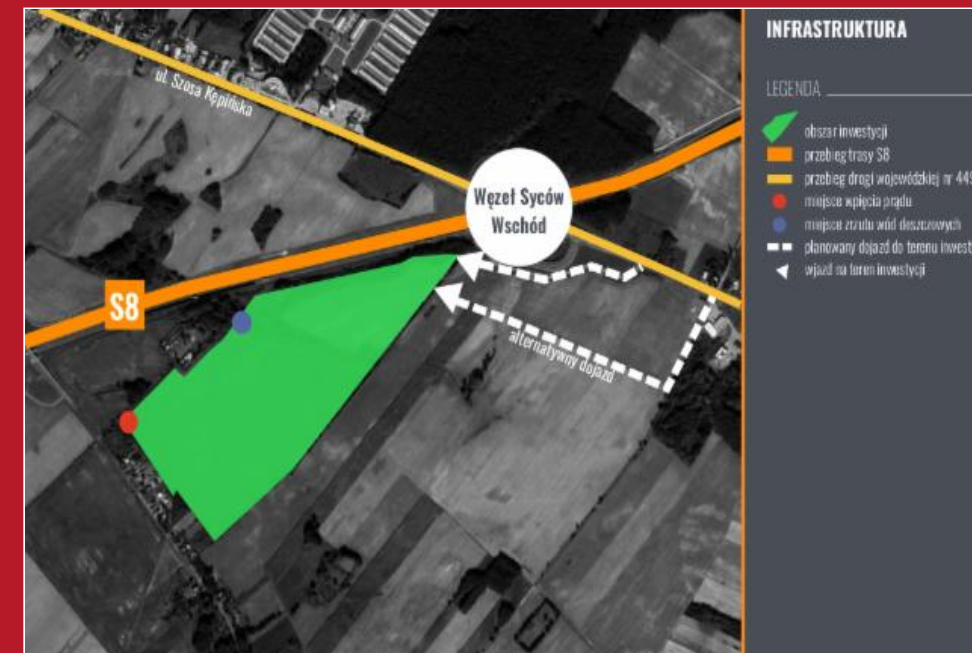 ul. Szosa Kępińska
Węzeł Syców
Wschód
S8
alternatywny dojazd
INFRASTRUKTURA
LEGENDA
obszar inwestycji
przebieg trasy S8
przebieg drogi wojewódzkiej nr 449
miejsce wpięcia prądu
miejsce zrzutu wód deszczowych
planowany dojazd do terenu inwest
wjazd na teren inwestycji